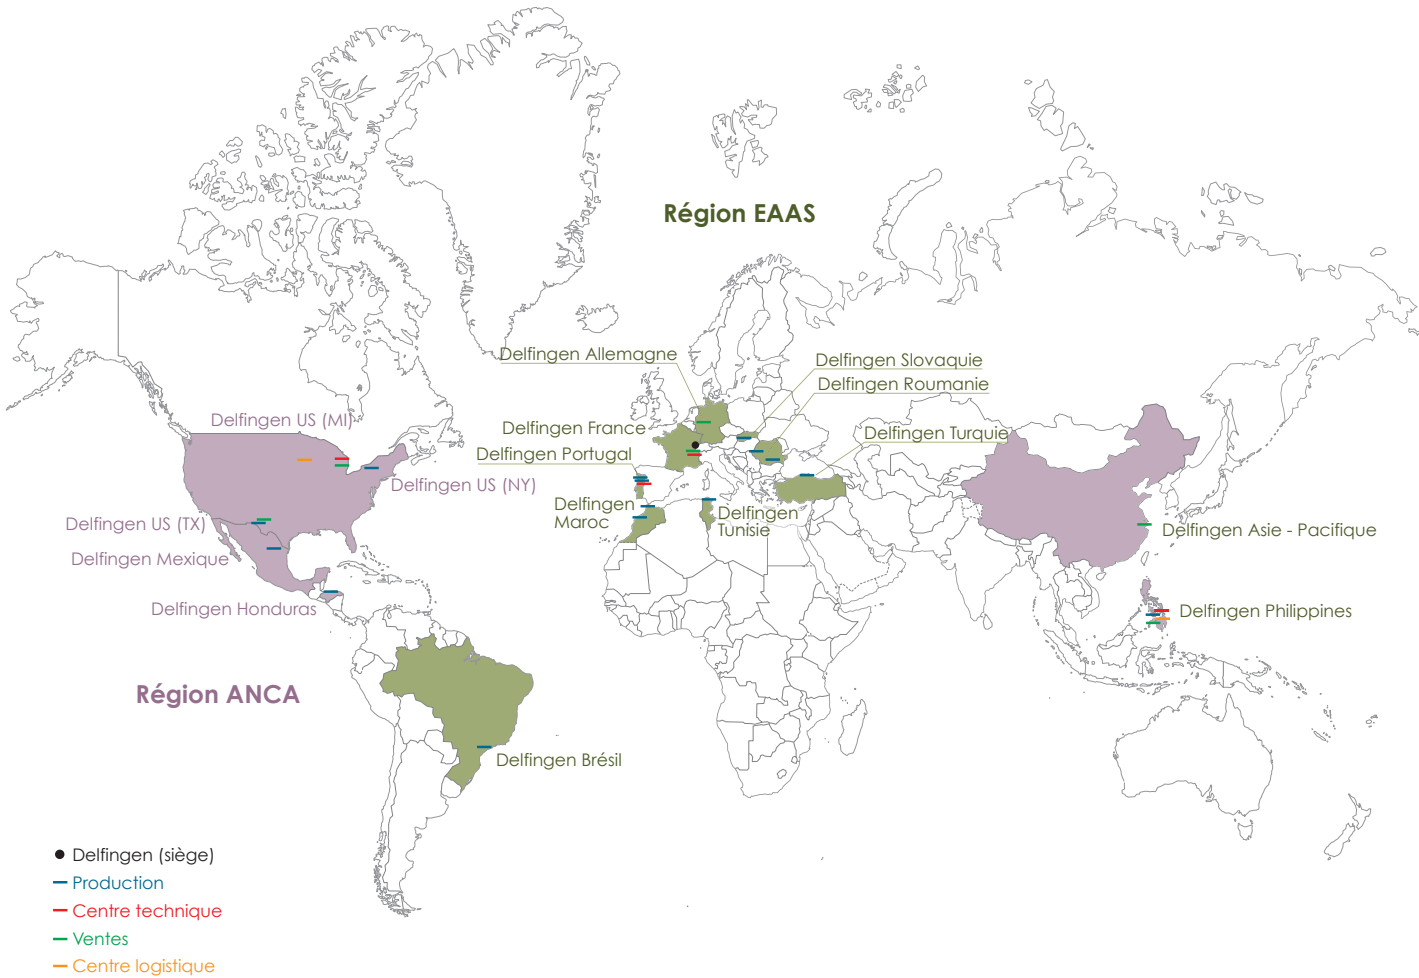 Région EAAS
Delfingen Allemagne
Delfingen Slovaquie
Delfingen Roumanie
Delfingen US (MI)
Delfingen France
Delfingen Turquie
Delfingen Portugal
Delfingen US (NY)
Delfingen
Maroc
Delfingen
Tunisie
Delfingen US (TX)
Delfingen Asie - Pacifique
Delfingen Mexique
Delfingen Honduras
Delfingen Philippines
Région ANCA
Delfingen Brésil
Delfingen (siège)
Production
Centre technique
Ventes
Centre logistique